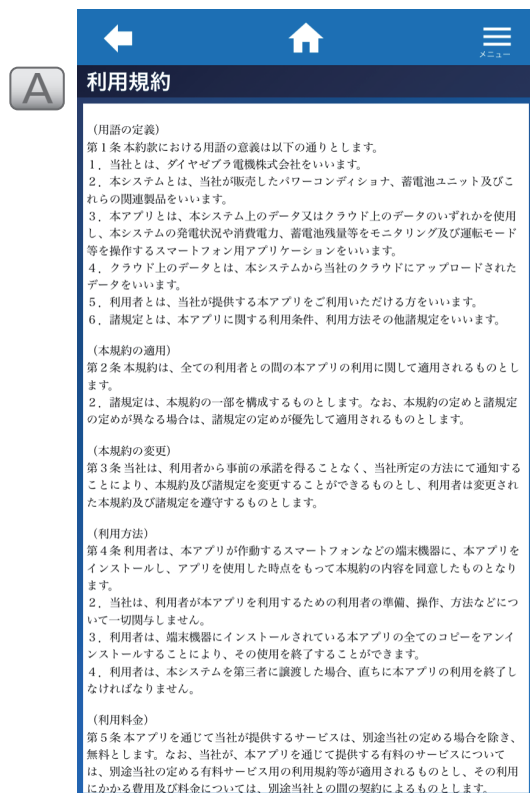 メニュー
A
利用規約
（用語の定義）
第１条 本約款における用語の意義は以下の通りとします。
１．当社とは、ダイヤゼブラ電機株式会社をいいます。
２．本システムとは、当社が販売したパワーコンディショナ、蓄電池ユニット及びこ
れらの関連製品をいいます。
３．本アプリとは、本システム上のデータ又はクラウド上のデータのいずれかを使用
し、本システムの発電状況や消費電力、蓄電池残量等をモニタリング及び運転モード
等を操作するスマートフォン用アプリケーションをいいます。
４．クラウド上のデータとは、本システムから当社のクラウドにアップロードされた
データをいいます。
５．利用者とは、当社が提供する本アプリをご利用いただける方をいいます。
６．諸規定とは、本アプリに関する利用条件、利用方法その他諸規定をいいます。
（本規約の適用）
第２条 本規約は、全ての利用者との間の本アプリの利用に関して適用されるものとし
ます。
２．諸規定は、本規約の一部を構成するものとします。なお、本規約の定めと諸規定
の定めが異なる場合は、諸規定の定めが優先して適用されるものとします。
（本規約の変更）
第３条 当社は、利用者から事前の承諾を得ることなく、当社所定の方法にて通知する
ことにより、本規約及び諸規定を変更することができるものとし、利用者は変更され
た本規約及び諸規定を遵守するものとします。
（利用方法）
第４条 利用者は、本アプリが作動するスマートフォンなどの端末機器に、本アプリを
インストールし、アプリを使用した時点をもって本規約の内容を同意したものとなり
ます。
２．当社は、利用者が本アプリを利用するための利用者の準備、操作、方法などにつ
いて一切関与しません。
３．利用者は、端末機器にインストールされている本アプリの全てのコピーをアンイ
ンストールすることにより、その使用を終了することができます。
４．利用者は、本システムを第三者に譲渡した場合、直ちに本アプリの利用を終了し
なければなりません。
（利用料金）
第５条 本アプリを通じて当社が提供するサービスは、別途当社の定める場合を除き、
無料とします。なお、当社が、本アプリを通じて提供する有料のサービスについて
は、別途当社の定める有料サービス用の利用規約等が適用されるものとし、その利用
にかかる費用及び料金については、別途当社との間の契約によるものとします。